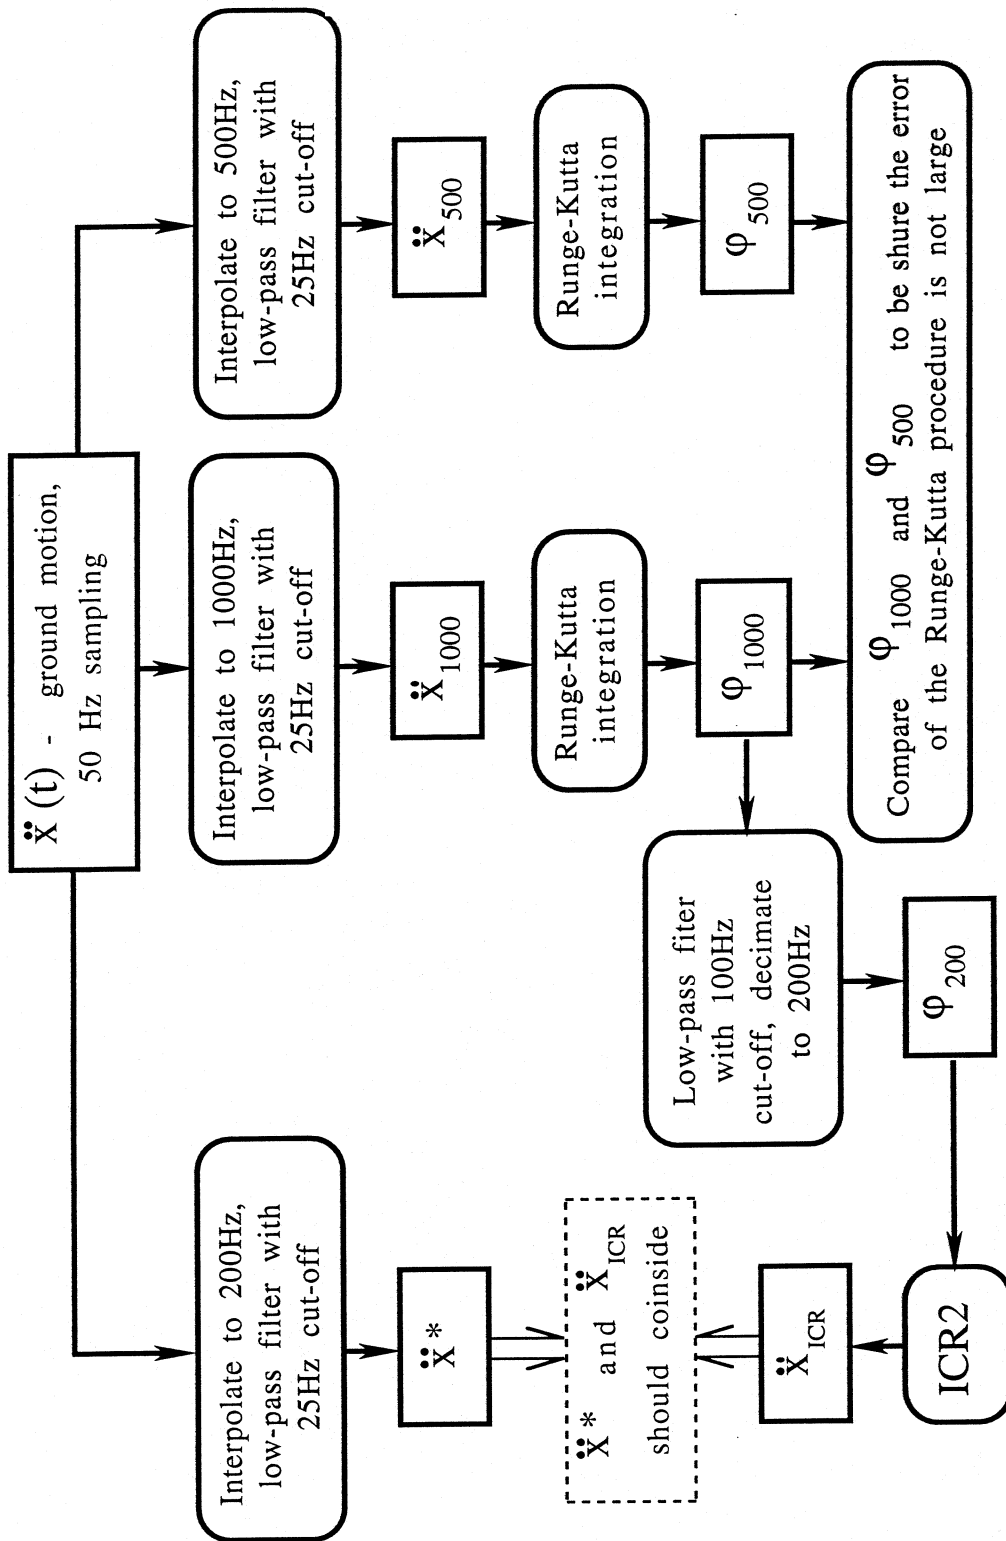 Ẍ(t) - ground motion,
50 Hz sampling
Interpolate to 200Hz,
low-pass filter with
25Hz cut-off
Interpolate to 1000Hz,
low-pass filter with
25Hz cut-off
Interpolate to 500Hz,
low-pass filter with
25Hz cut-off
Ẍ*
Ẍ1000
Ẍ500
Runge-Kutta
integration
Runge-Kutta
integration
φ1000
φ500
Ẍ* and ẌICR
should coinside
Low-pass fiter
with 100Hz
cut-off, decimate
to 200Hz
Compare φ1000 and φ500 to be shure the error
of the Runge-Kutta procedure is not large
ẌICR
φ200
ICR2